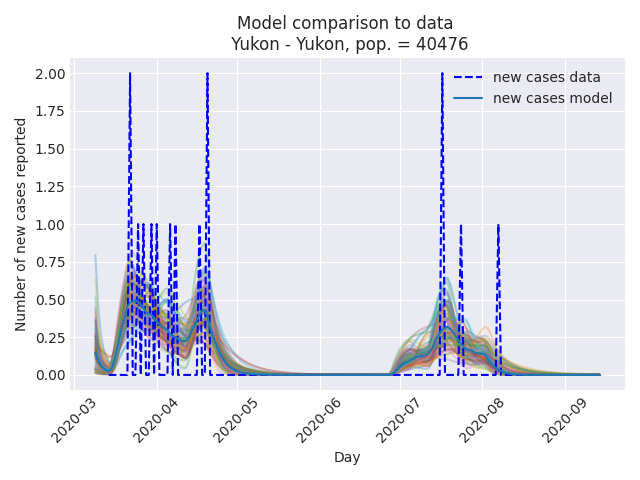 Model comparison to data
Yukon - Yukon, pop. = 40476
new cases data
new cases model
Number of new cases reported
2.00
1.75
1.50
1.25
1.00
0.75
0.50
0.25
0.00
2020-03
2020-04
2020-05
2020-06
2020-07
2020-08
2020-09
Day